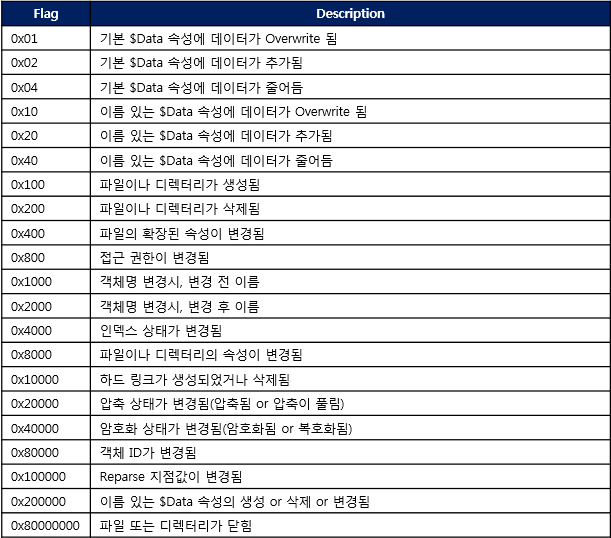 Flag Description
0x01 기본 $Data 속성에 데이터가 Overwrite 됨
0x02 기본 $Data 속성에 데이터가 추가됨
0x04 기본 $Data 속성에 데이터가 줄어듬
0x10 이름 있는 $Data 속성에 데이터가 Overwrite 됨
0x20 이름 있는 $Data 속성에 데이터가 추가됨
0x40 이름 있는 $Data 속성에 데이터가 줄어듬
0x100 파일이나 디렉터리가 생성됨
0x200 파일이나 디렉터리가 삭제됨
0x400 파일의 확장된 속성이 변경됨
0x800 접근 권한이 변경됨
0x1000 객체명 변경시, 변경 전 이름
0x2000 객체명 변경시, 변경 후 이름
0x4000 인덱스 상태가 변경됨
0x8000 파일이나 디렉터리의 속성이 변경됨
0x10000 하드 링크가 생성되었거나 삭제됨
0x20000 압축 상태가 변경됨(압축됨 or 압축이 풀림)
0x40000 암호화 상태가 변경됨(암호화됨 or 복호화됨)
0x80000 객체 ID가 변경됨
0x100000 Reparse 지점값이 변경됨
0x200000 이름 있는 $Data 속성의 생성 or 삭제 or 변경됨
0x80000000 파일 또는 디렉터리가 닫힘